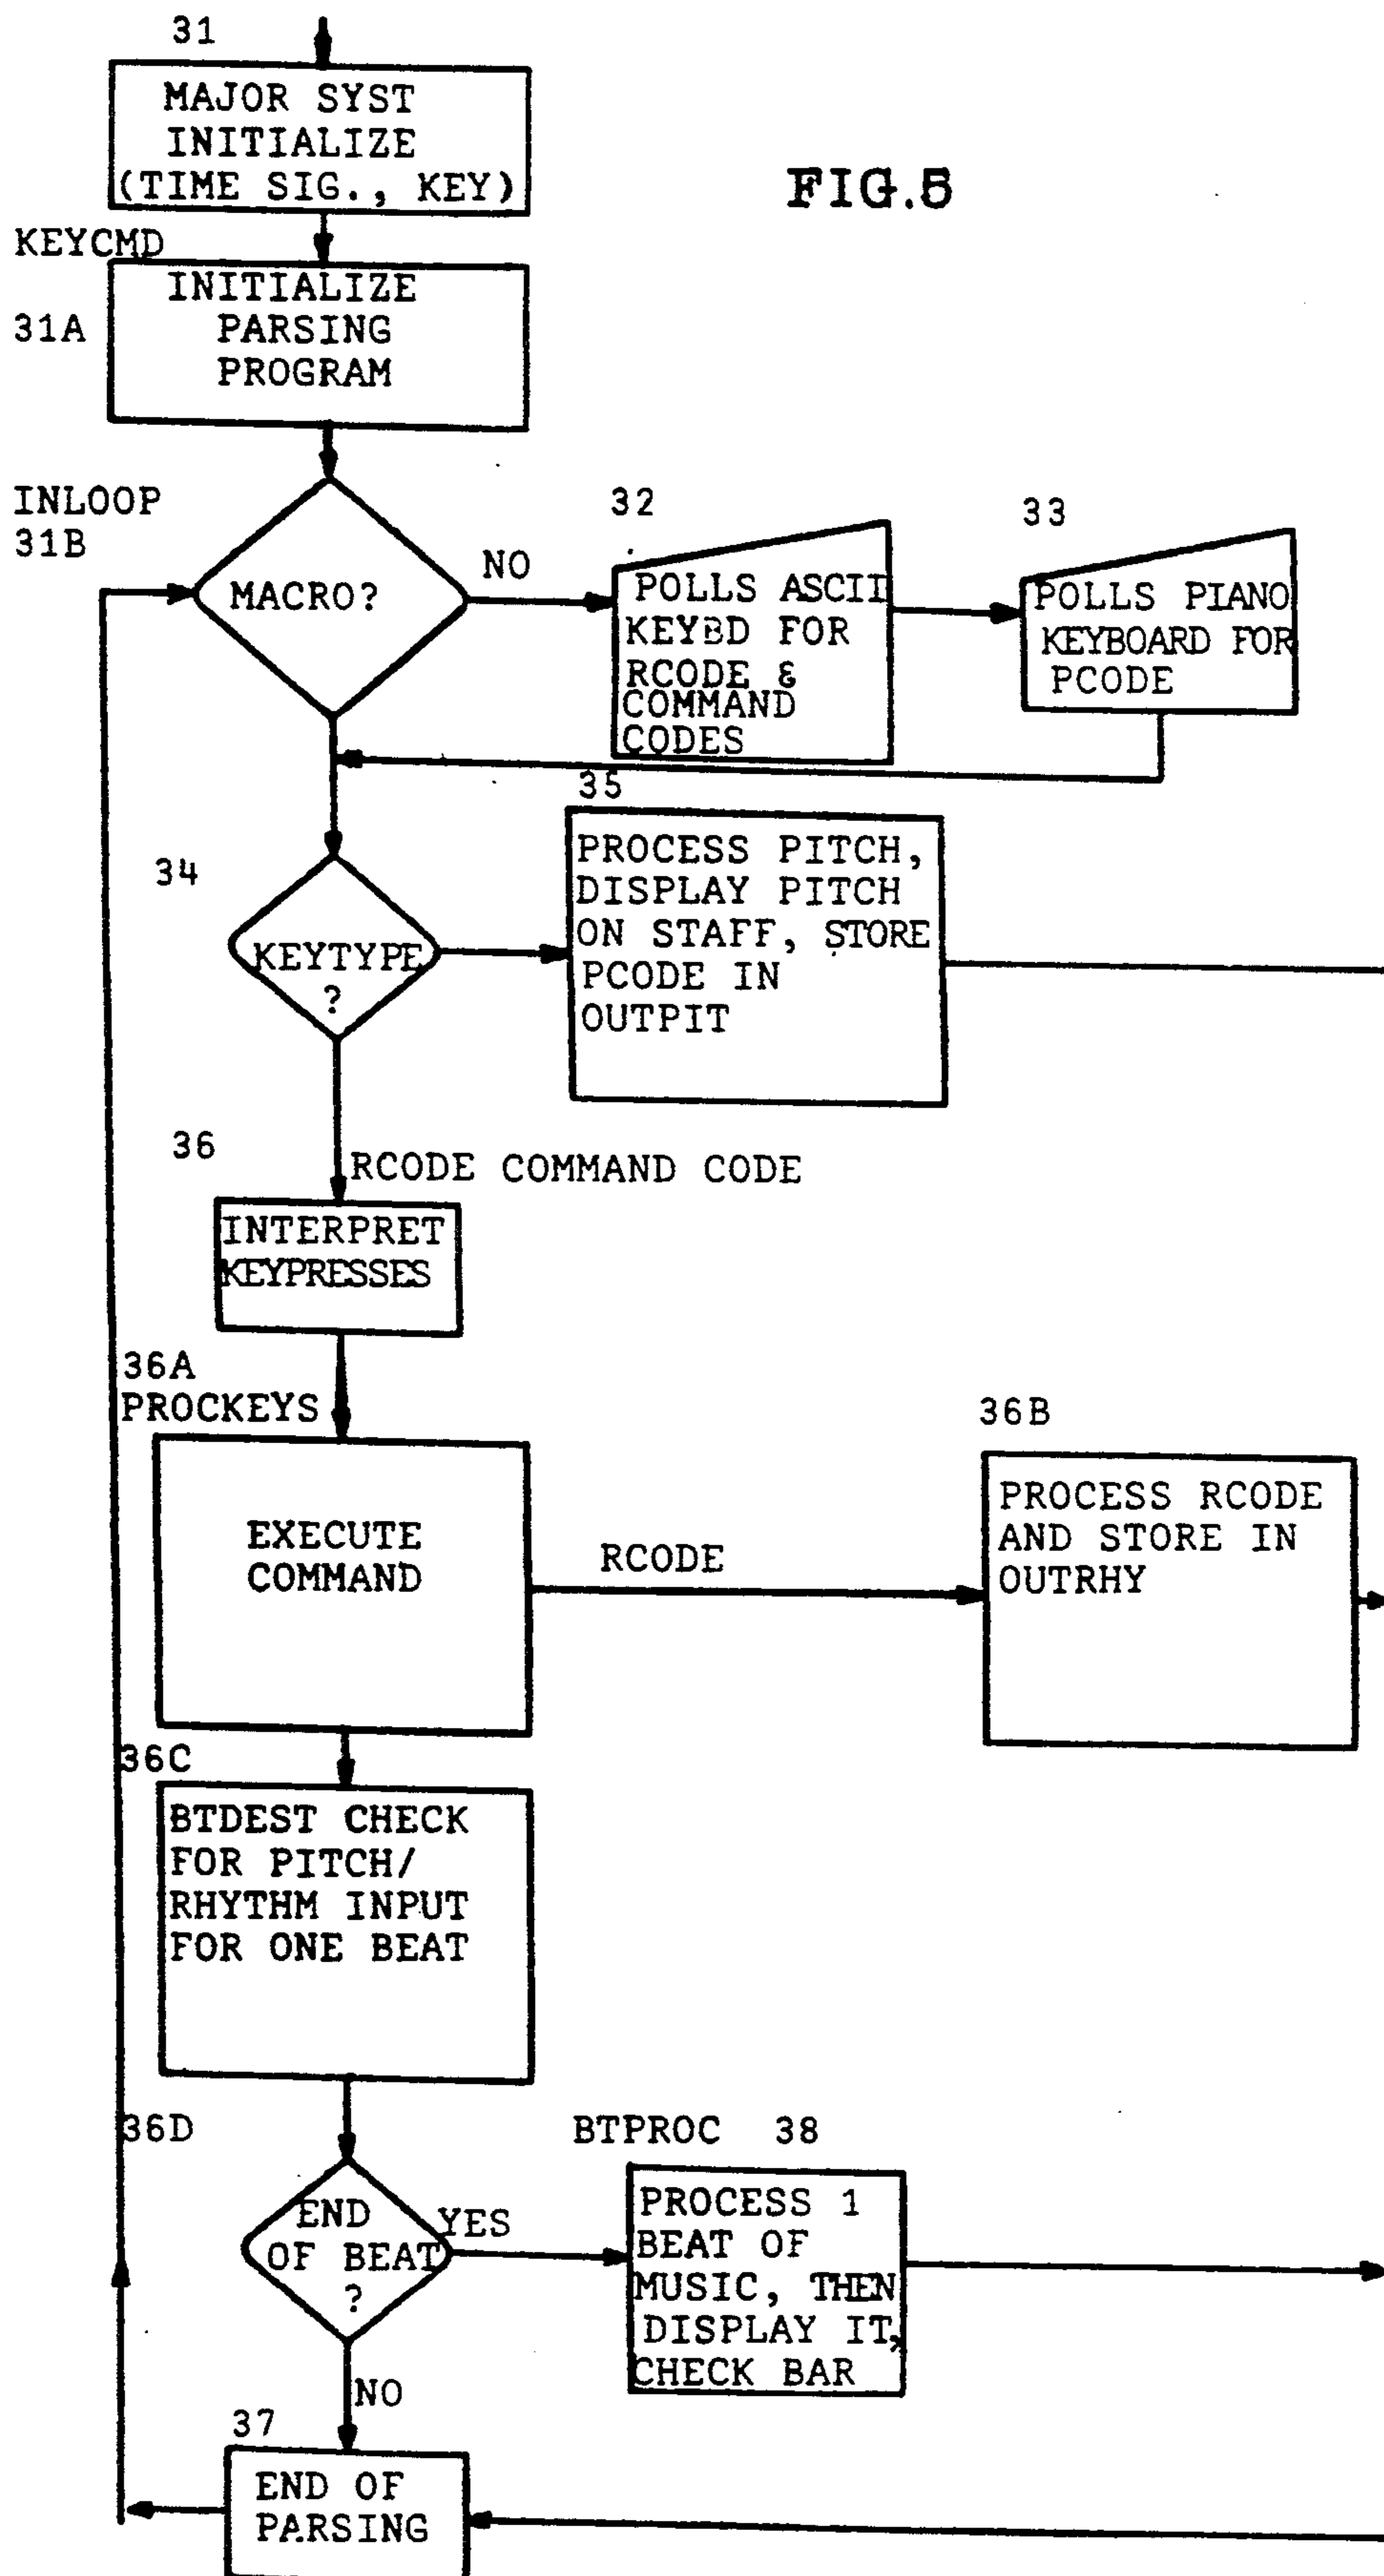 31
MAJOR SYST
INITIALIZE
(TIME SIG., KEY)
FIG.5
KEYCMD
31A
INITIALIZE
PARSING
PROGRAM
INLOOP
31B
MACRO?
NO
32
POLLS ASCII
KEYBD FOR
RCODE &
COMMAND
CODES
33
POLLS PIANO
KEYBOARD FOR
PCODE
34
KEYTYPE
?
35
PROCESS PITCH,
DISPLAY PITCH
ON STAFF, STORE
PCODE IN
OUTPIT
36
RCODE COMMAND CODE
INTERPRET
KEYPRESSES
36A
PROCKEYS
EXECUTE
COMMAND
RCODE
36B
PROCESS RCODE
AND STORE IN
OUTRHY
36C
BTDEST CHECK
FOR PITCH/
RHYTHM INPUT
FOR ONE BEAT
36D
END
OF BEAT
?
YES
BTPROC 38
PROCESS 1
BEAT OF
MUSIC, THEN
DISPLAY IT,
CHECK BAR
NO
37
END OF
PARSING